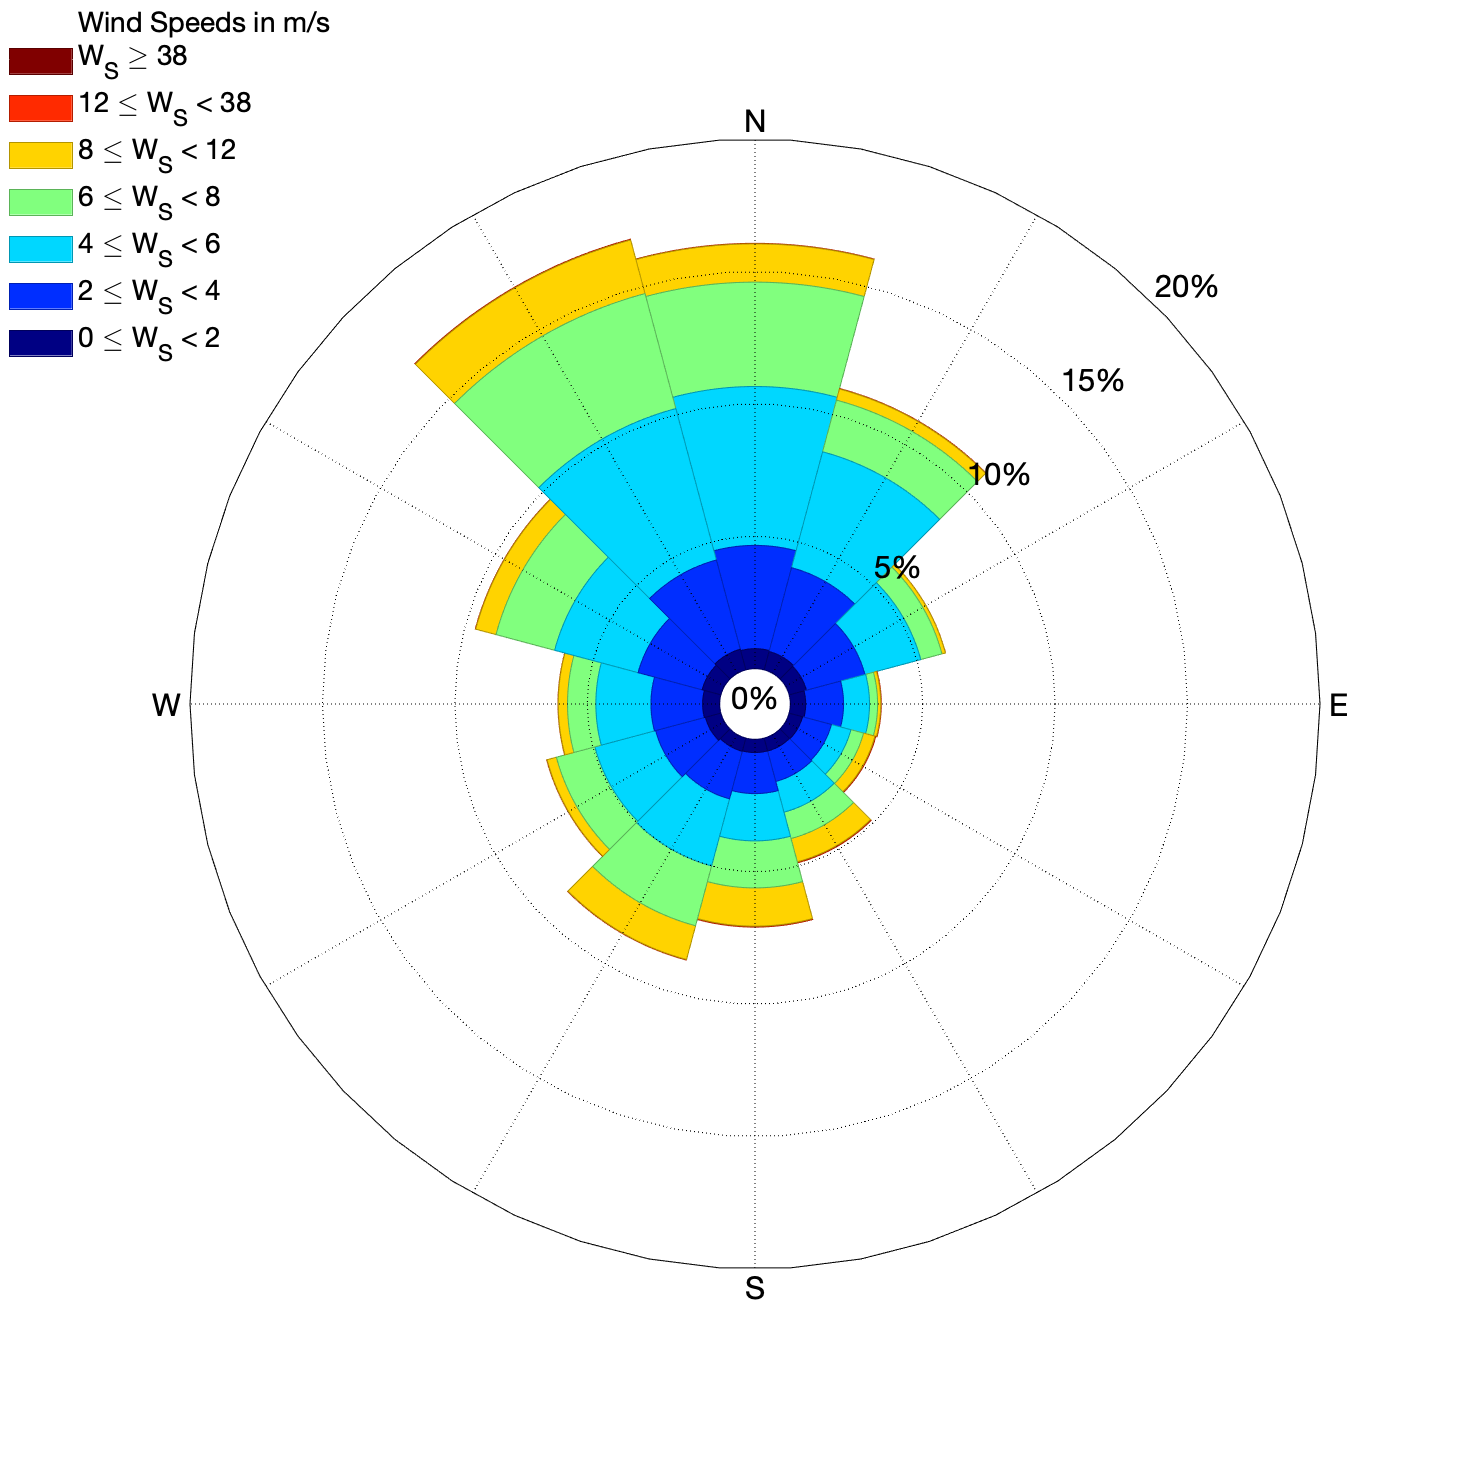 Wind Speeds in m/s
W_S ≥ 38
12 ≤ W_S < 38
8 ≤ W_S < 12
6 ≤ W_S < 8
4 ≤ W_S < 6
2 ≤ W_S < 4
0 ≤ W_S < 2
N
20%
15%
10%
5%
0%
W
E
S